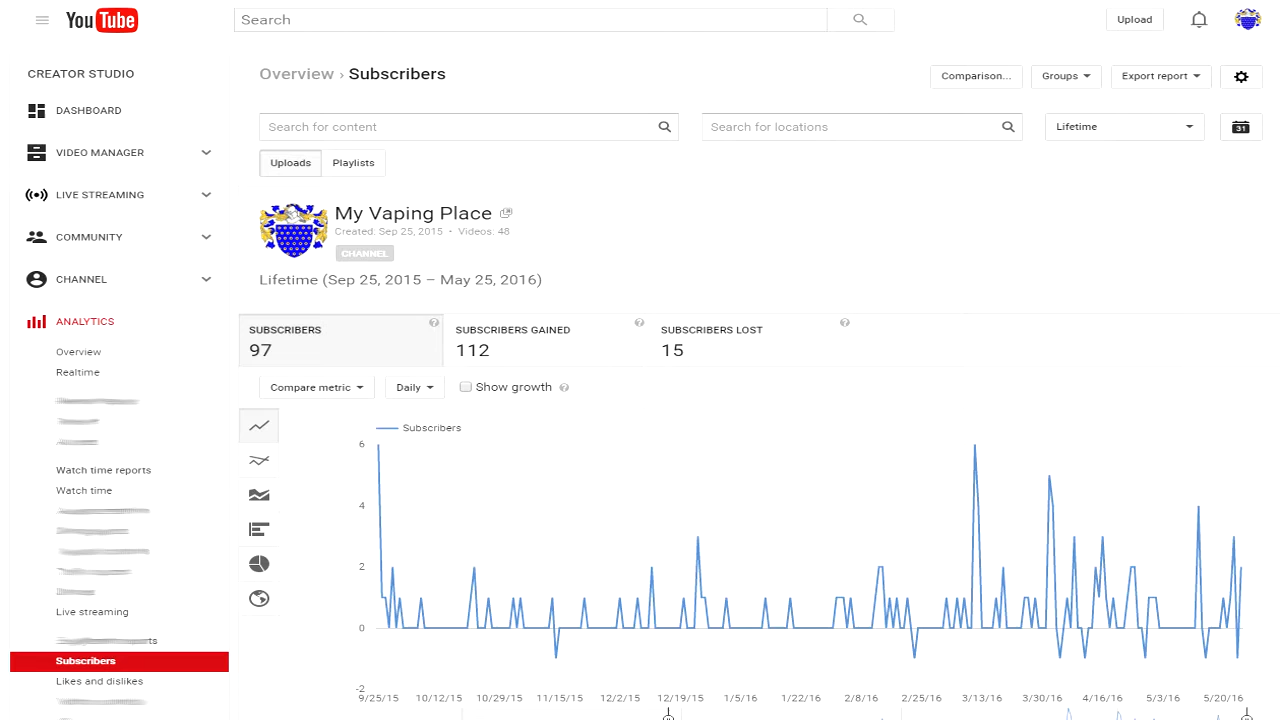 YouTube
Search
Upload
CREATOR STUDIO
DASHBOARD
VIDEO MANAGER
LIVE STREAMING
COMMUNITY
CHANNEL
ANALYTICS
Overview
Realtime
Watch time reports
Watch time
Live streaming
ts
Subscribers
Likes and dislikes
Overview › Subscribers
Comparison... Groups Export report
Search for content Search for locations Lifetime 31
Uploads Playlists
My Vaping Place
Created: Sep 25, 2015 • Videos: 48
CHANNEL
Lifetime (Sep 25, 2015 – May 25, 2016)
SUBSCRIBERS ? SUBSCRIBERS GAINED ? SUBSCRIBERS LOST ?
97 112 15
Compare metric Daily Show growth ?
Subscribers
6
4
2
0
-2
9/25/15 10/12/15 10/29/15 11/15/15 12/2/15 12/19/15 1/5/16 1/22/16 2/8/16 2/25/16 3/13/16 3/30/16 4/16/16 5/3/16 5/20/16